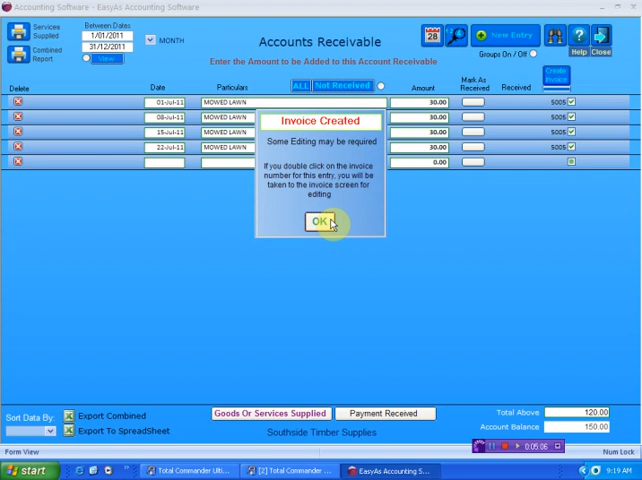 Accounting Software - EasyAs Accounting Software
Services
Supplied
Combined
Report
Between Dates
1/01/2011
31/12/2011
View
MONTH
Accounts Receivable
Enter the Amount to be Added to this Account Receivable
28
New Entry
Groups On / Off
Help
Close
Create
Invoice
Delete
Date
Particulars
ALL
Not Received
Amount
Mark As
Received
Received
01-Jul-11 MOWED LAWN 30.00 5005
08-Jul-11 MOWED LAWN 30.00 5005
15-Jul-11 MOWED LAWN 30.00 5005
22-Jul-11 MOWED LAWN 30.00 5005
0.00
Invoice Created
Some Editing may be required
If you double click on the invoice
number for this entry, you will be
taken to the invoice screen for
editing
OK
Sort Data By:
Export Combined
Export To SpreadSheet
Goods Or Services Supplied
Payment Received
Southside Timber Supplies
Total Above 120.00
Account Balance 150.00
0:05:06
Form View
Num Lock
start
Total Commander Ulti...
[2] Total Commander ...
EasyAs Accounting S...
9:19 AM